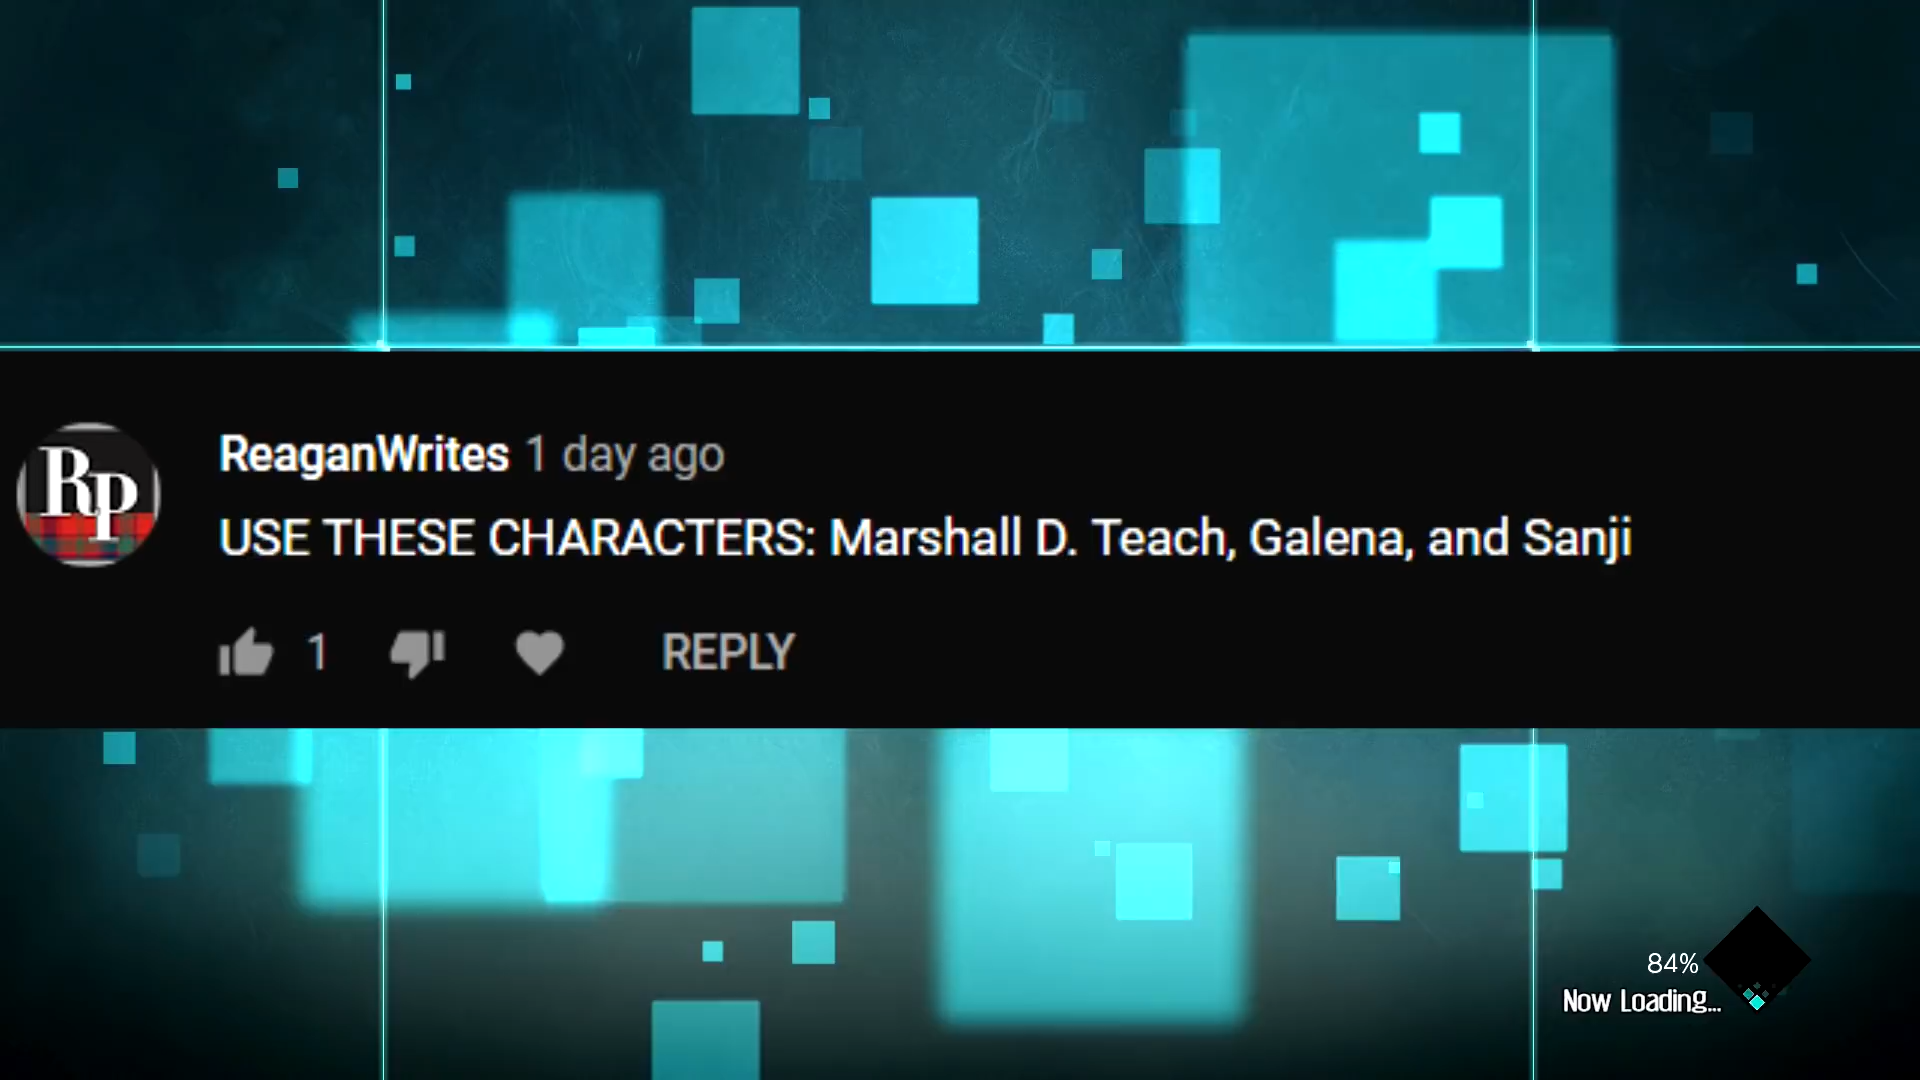 RP
ReaganWrites 1 day ago
USE THESE CHARACTERS: Marshall D. Teach, Galena, and Sanji
1 REPLY
84%
Now Loading...